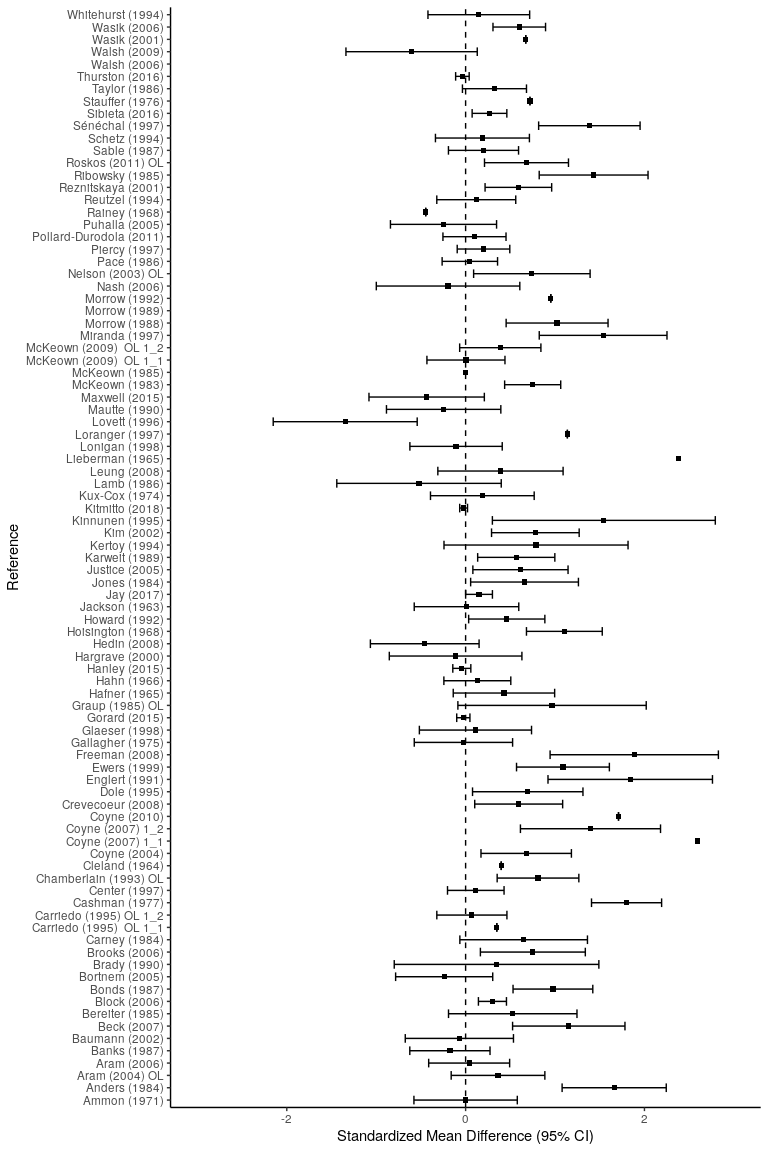 Whitehurst (1994)
Wasik (2006)
Wasik (2001)
Walsh (2009)
Walsh (2006)
Thurston (2016)
Taylor (1986)
Stauffer (1976)
Sibieta (2016)
Sénéchal (1997)
Schetz (1994)
Sable (1987)
Roskos (2011) OL
Ribowsky (1985)
Reznitskaya (2001)
Reutzel (1994)
Rainey (1968)
Puhalla (2005)
Pollard-Durodola (2011)
Piercy (1997)
Pace (1986)
Nelson (2003) OL
Nash (2006)
Morrow (1992)
Morrow (1989)
Morrow (1988)
Miranda (1997)
McKeown (2009) OL 1_2
McKeown (2009) OL 1_1
McKeown (1985)
McKeown (1983)
Maxwell (2015)
Mautte (1990)
Lovett (1996)
Loranger (1997)
Lonigan (1998)
Lieberman (1965)
Leung (2008)
Lamb (1986)
Kux-Cox (1974)
Kitmitto (2018)
Kinnunen (1995)
Kim (2002)
Kertoy (1994)
Karweit (1989)
Justice (2005)
Jones (1984)
Jay (2017)
Jackson (1963)
Howard (1992)
Hoisington (1968)
Hedin (2008)
Hargrave (2000)
Hanley (2015)
Hahn (1966)
Hafner (1965)
Graup (1985) OL
Gorard (2015)
Glaeser (1998)
Gallagher (1975)
Freeman (2008)
Ewers (1999)
Englert (1991)
Dole (1995)
Crevecoeur (2008)
Coyne (2010)
Coyne (2007) 1_2
Coyne (2007) 1_1
Coyne (2004)
Cleland (1964)
Chamberlain (1993) OL
Center (1997)
Cashman (1977)
Carriedo (1995) OL 1_2
Carriedo (1995) OL 1_1
Carney (1984)
Brooks (2006)
Brady (1990)
Bortnem (2005)
Bonds (1987)
Block (2006)
Bereiter (1985)
Beck (2007)
Baumann (2002)
Banks (1987)
Aram (2006)
Aram (2004) OL
Anders (1984)
Ammon (1971)
Reference
-2 0 2
Standardized Mean Difference (95% CI)